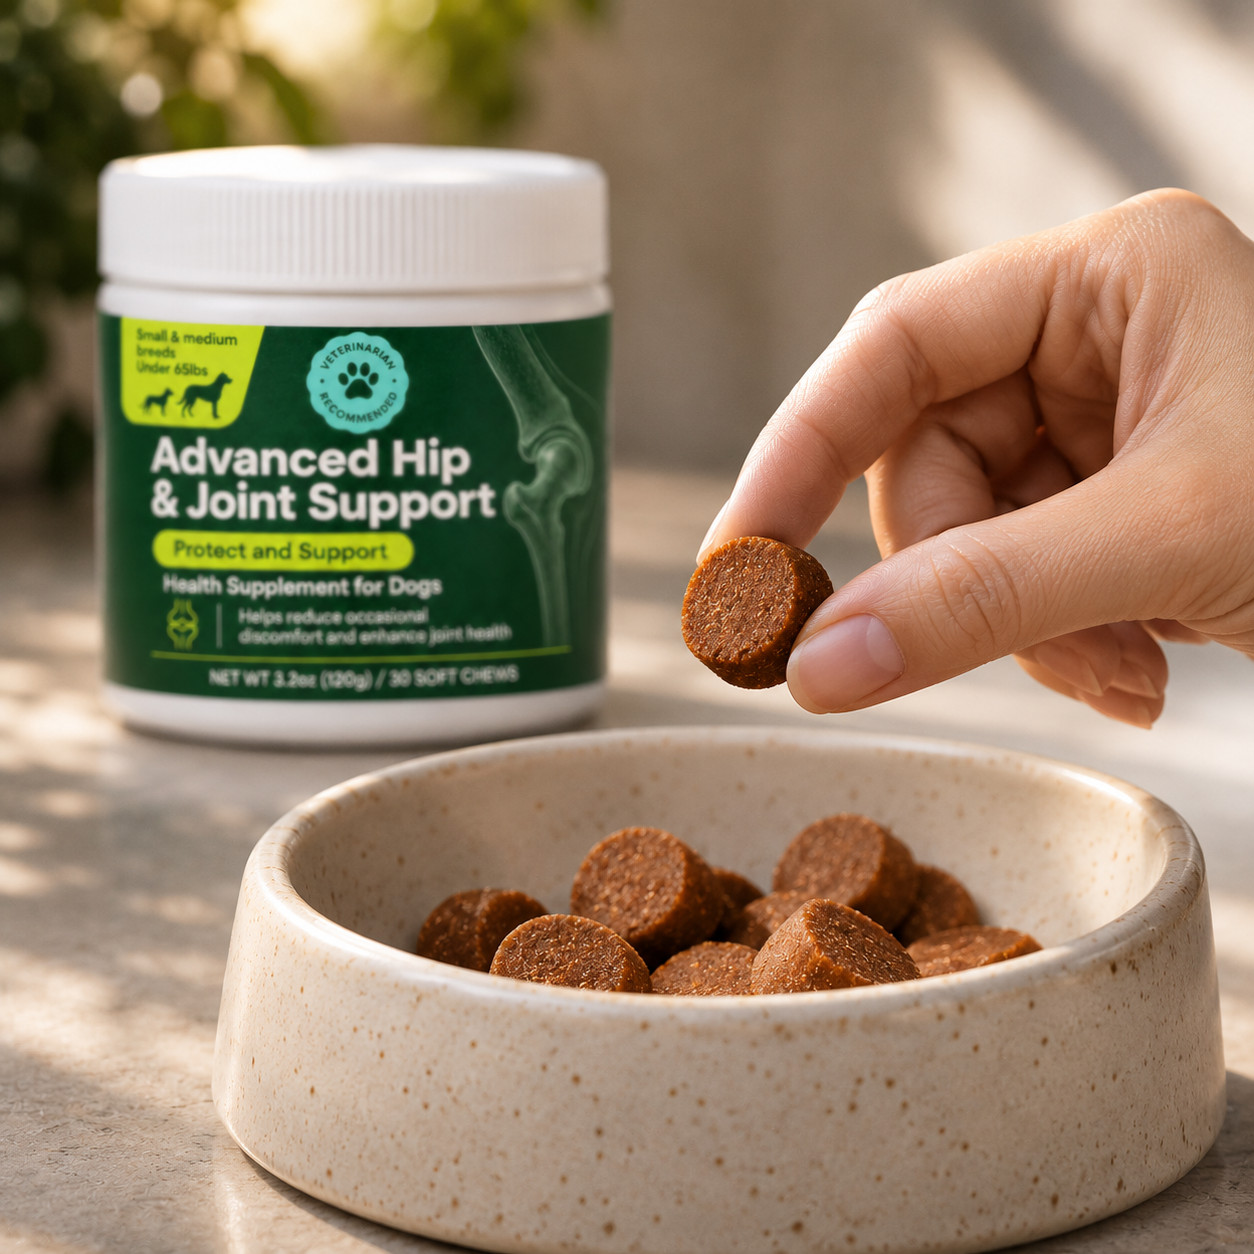 Small & medium
breeds
Under 65lbs
VETERINARIAN
RECOMMENDED
Advanced Hip
& Joint Support
Protect and Support
Health Supplement for Dogs
Helps reduce occasional
discomfort and enhance joint health
NET WT 3.2oz (120g) / 30 SOFT CHEWS